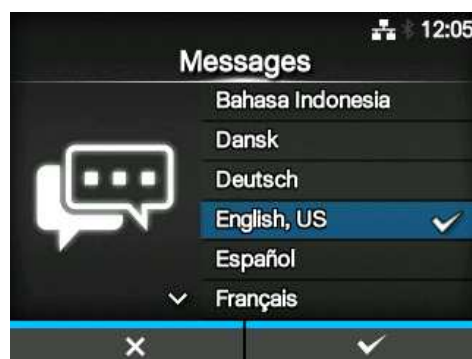 12:05
Messages
Bahasa Indonesia
Dansk
Deutsch
English, US
Español
Français